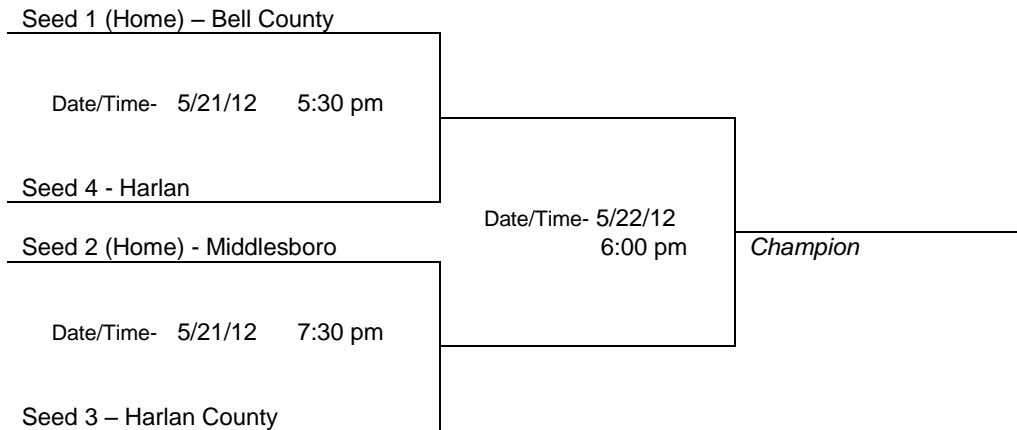 Seed 1 (Home) – Bell County
Date/Time- 5/21/12 5:30 pm
Seed 4 - Harlan
Date/Time- 5/22/12
6:00 pm
Seed 2 (Home) - Middlesboro
Champion
Date/Time- 5/21/12 7:30 pm
Seed 3 – Harlan County